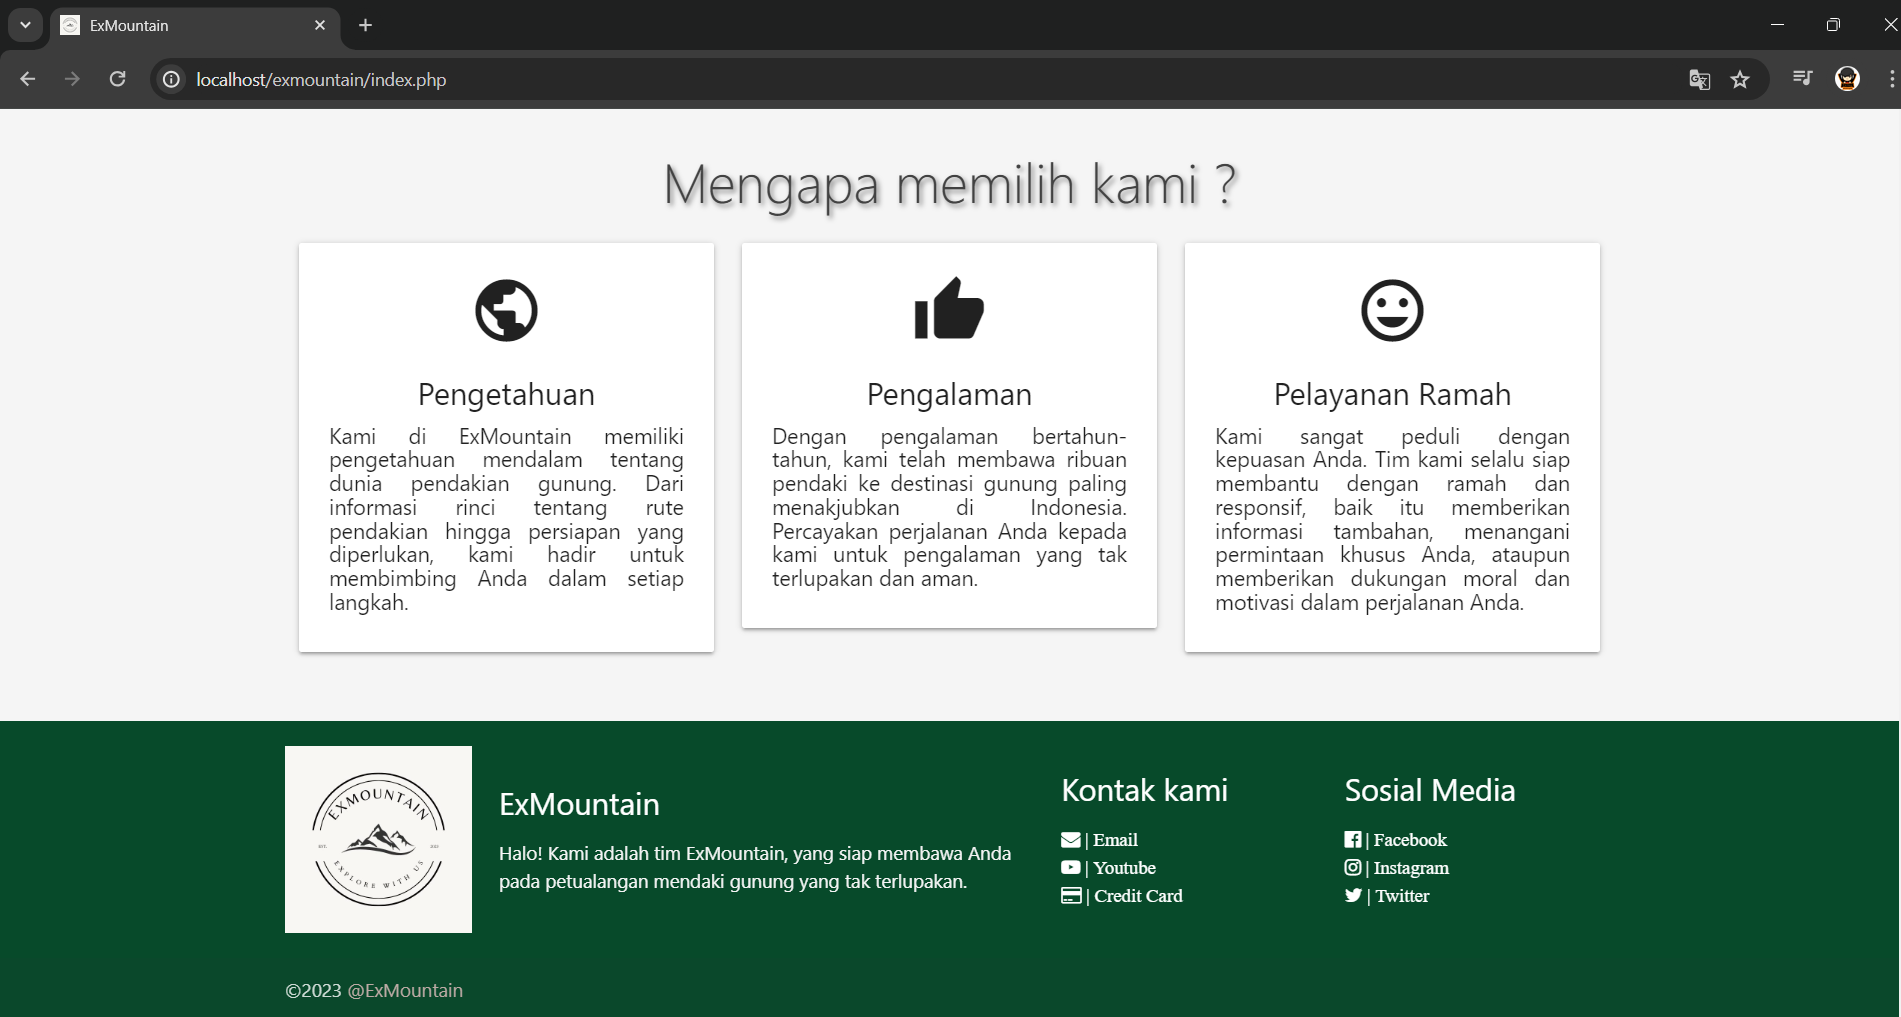 ExMountain
localhost/exmountain/index.php
Mengapa memilih kami ?
Pengetahuan
Kami di ExMountain memiliki
pengetahuan mendalam tentang
dunia pendakian gunung. Dari
informasi rinci tentang rute
pendakian hingga persiapan yang
diperlukan, kami hadir untuk
membimbing Anda dalam setiap
langkah.
Pengalaman
Dengan pengalaman bertahun-
tahun, kami telah membawa ribuan
pendaki ke destinasi gunung paling
menakjubkan di Indonesia.
Percayakan perjalanan Anda kepada
kami untuk pengalaman yang tak
terlupakan dan aman.
Pelayanan Ramah
Kami sangat peduli dengan
kepuasan Anda. Tim kami selalu siap
membantu dengan ramah dan
responsif, baik itu memberikan
informasi tambahan, menangani
permintaan khusus Anda, ataupun
memberikan dukungan moral dan
motivasi dalam perjalanan Anda.
EXMOUNTAIN
EXPLORE WITH US
ExMountain
Halo! Kami adalah tim ExMountain, yang siap membawa Anda
pada petualangan mendaki gunung yang tak terlupakan.
Kontak kami
| Email
| Youtube
| Credit Card
Sosial Media
| Facebook
| Instagram
| Twitter
©2023 @ExMountain